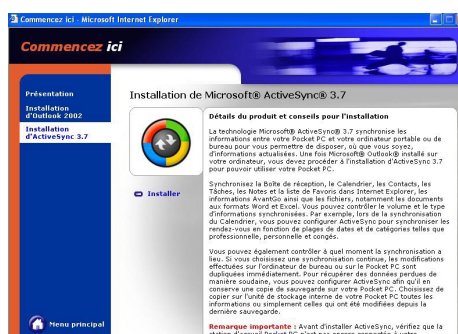 Commencez ici - Microsoft Internet Explorer
Commencez ici
Présentation
Installation
d'Outlook 2002
Installation
d'ActiveSync 3.7
Menu principal
Installation de Microsoft® ActiveSync® 3.7
Installer
Détails du produit et conseils pour l'installation
La technologie Microsoft® ActiveSync® 3.7 synchronise les
informations entre votre Pocket PC et votre ordinateur portable ou de
bureau pour vous permettre de disposer, où que vous soyez,
d'informations actualisées. Une fois Microsoft® Outlook® installé sur
votre ordinateur, vous devez procéder à l'installation d'ActiveSync 3.7
pour pouvoir utiliser votre Pocket PC.
Synchronisez la Boîte de réception, le Calendrier, les Contacts, les
Tâches, les Notes et la liste de Favoris dans Internet Explorer, les
informations AvantGo ainsi que les fichiers, notamment les documents
aux formats Word et Excel. Vous pouvez contrôler le volume et le type
d'informations synchronisées. Par exemple, lors de la synchronisation
du Calendrier, vous pouvez configurer ActiveSync pour synchroniser les
rendez-vous en fonction de plages de dates et de catégories telles que
professionnelle, personnelle et congés.
Vous pouvez également contrôler à quel moment la synchronisation a
lieu. Si vous choisissez une synchronisation continue, les modifications
effectuées sur l'ordinateur de bureau ou sur le Pocket PC sont
dupliquées immédiatement. Pour récupérer des données perdues de
manière soudaine, vous pouvez configurer ActiveSync afin qu'il en
conserve une copie de sauvegarde sur votre Pocket PC. Choisissez de
copier sur l'unité de stockage interne de votre Pocket PC toutes les
informations ou simplement celles qui ont été modifiées depuis la
dernière sauvegarde.
Remarque importante : Avant d'installer ActiveSync, vérifiez que la